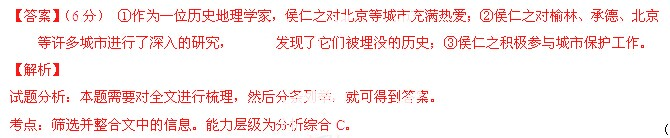 【答案】(6 分) ①作为一位历史地理学家，侯仁之对北京等城市充满热爱；②侯仁之对榆林、承德、北京
等许多城市进行了深入的研究， 发现了它们被埋没的历史；③侯仁之积极参与城市保护工作。
【解析】
试题分析：本题需要对全文进行梳理，然后分条列举，就可得到答案。
考点：筛选并整合文中的信息。能力层级为分析综合 C。
(